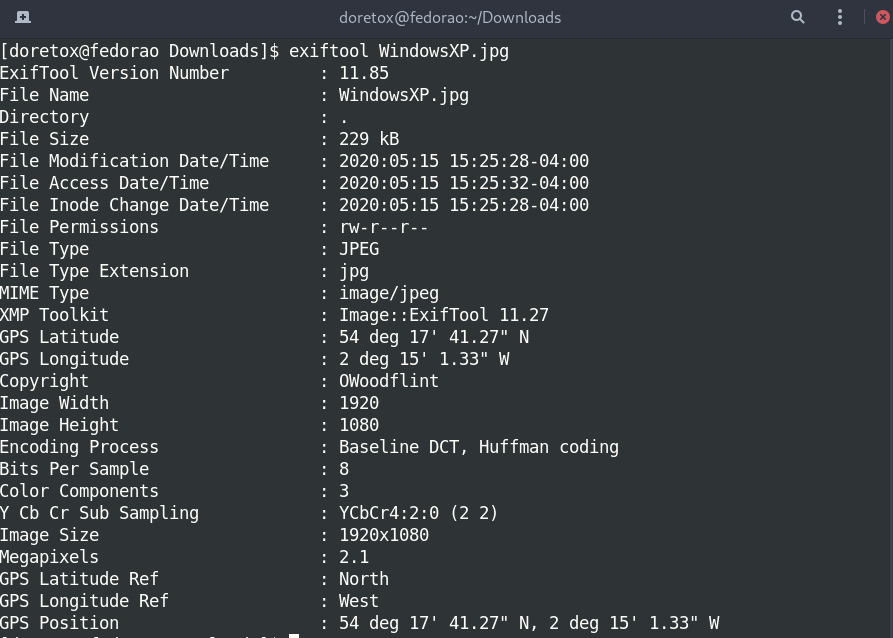 doretox@fedorao:~/Downloads
[doretox@fedorao Downloads]$ exiftool WindowsXP.jpg
ExifTool Version Number         : 11.85
File Name                       : WindowsXP.jpg
Directory                       : .
File Size                       : 229 kB
File Modification Date/Time     : 2020:05:15 15:25:28-04:00
File Access Date/Time           : 2020:05:15 15:25:32-04:00
File Inode Change Date/Time     : 2020:05:15 15:25:28-04:00
File Permissions                : rw-r--r--
File Type                       : JPEG
File Type Extension             : jpg
MIME Type                       : image/jpeg
XMP Toolkit                     : Image::ExifTool 11.27
GPS Latitude                    : 54 deg 17' 41.27" N
GPS Longitude                   : 2 deg 15' 1.33" W
Copyright                       : OWoodflint
Image Width                     : 1920
Image Height                    : 1080
Encoding Process                : Baseline DCT, Huffman coding
Bits Per Sample                 : 8
Color Components                : 3
Y Cb Cr Sub Sampling            : YCbCr4:2:0 (2 2)
Image Size                      : 1920x1080
Megapixels                      : 2.1
GPS Latitude Ref                : North
GPS Longitude Ref               : West
GPS Position                    : 54 deg 17' 41.27" N, 2 deg 15' 1.33" W